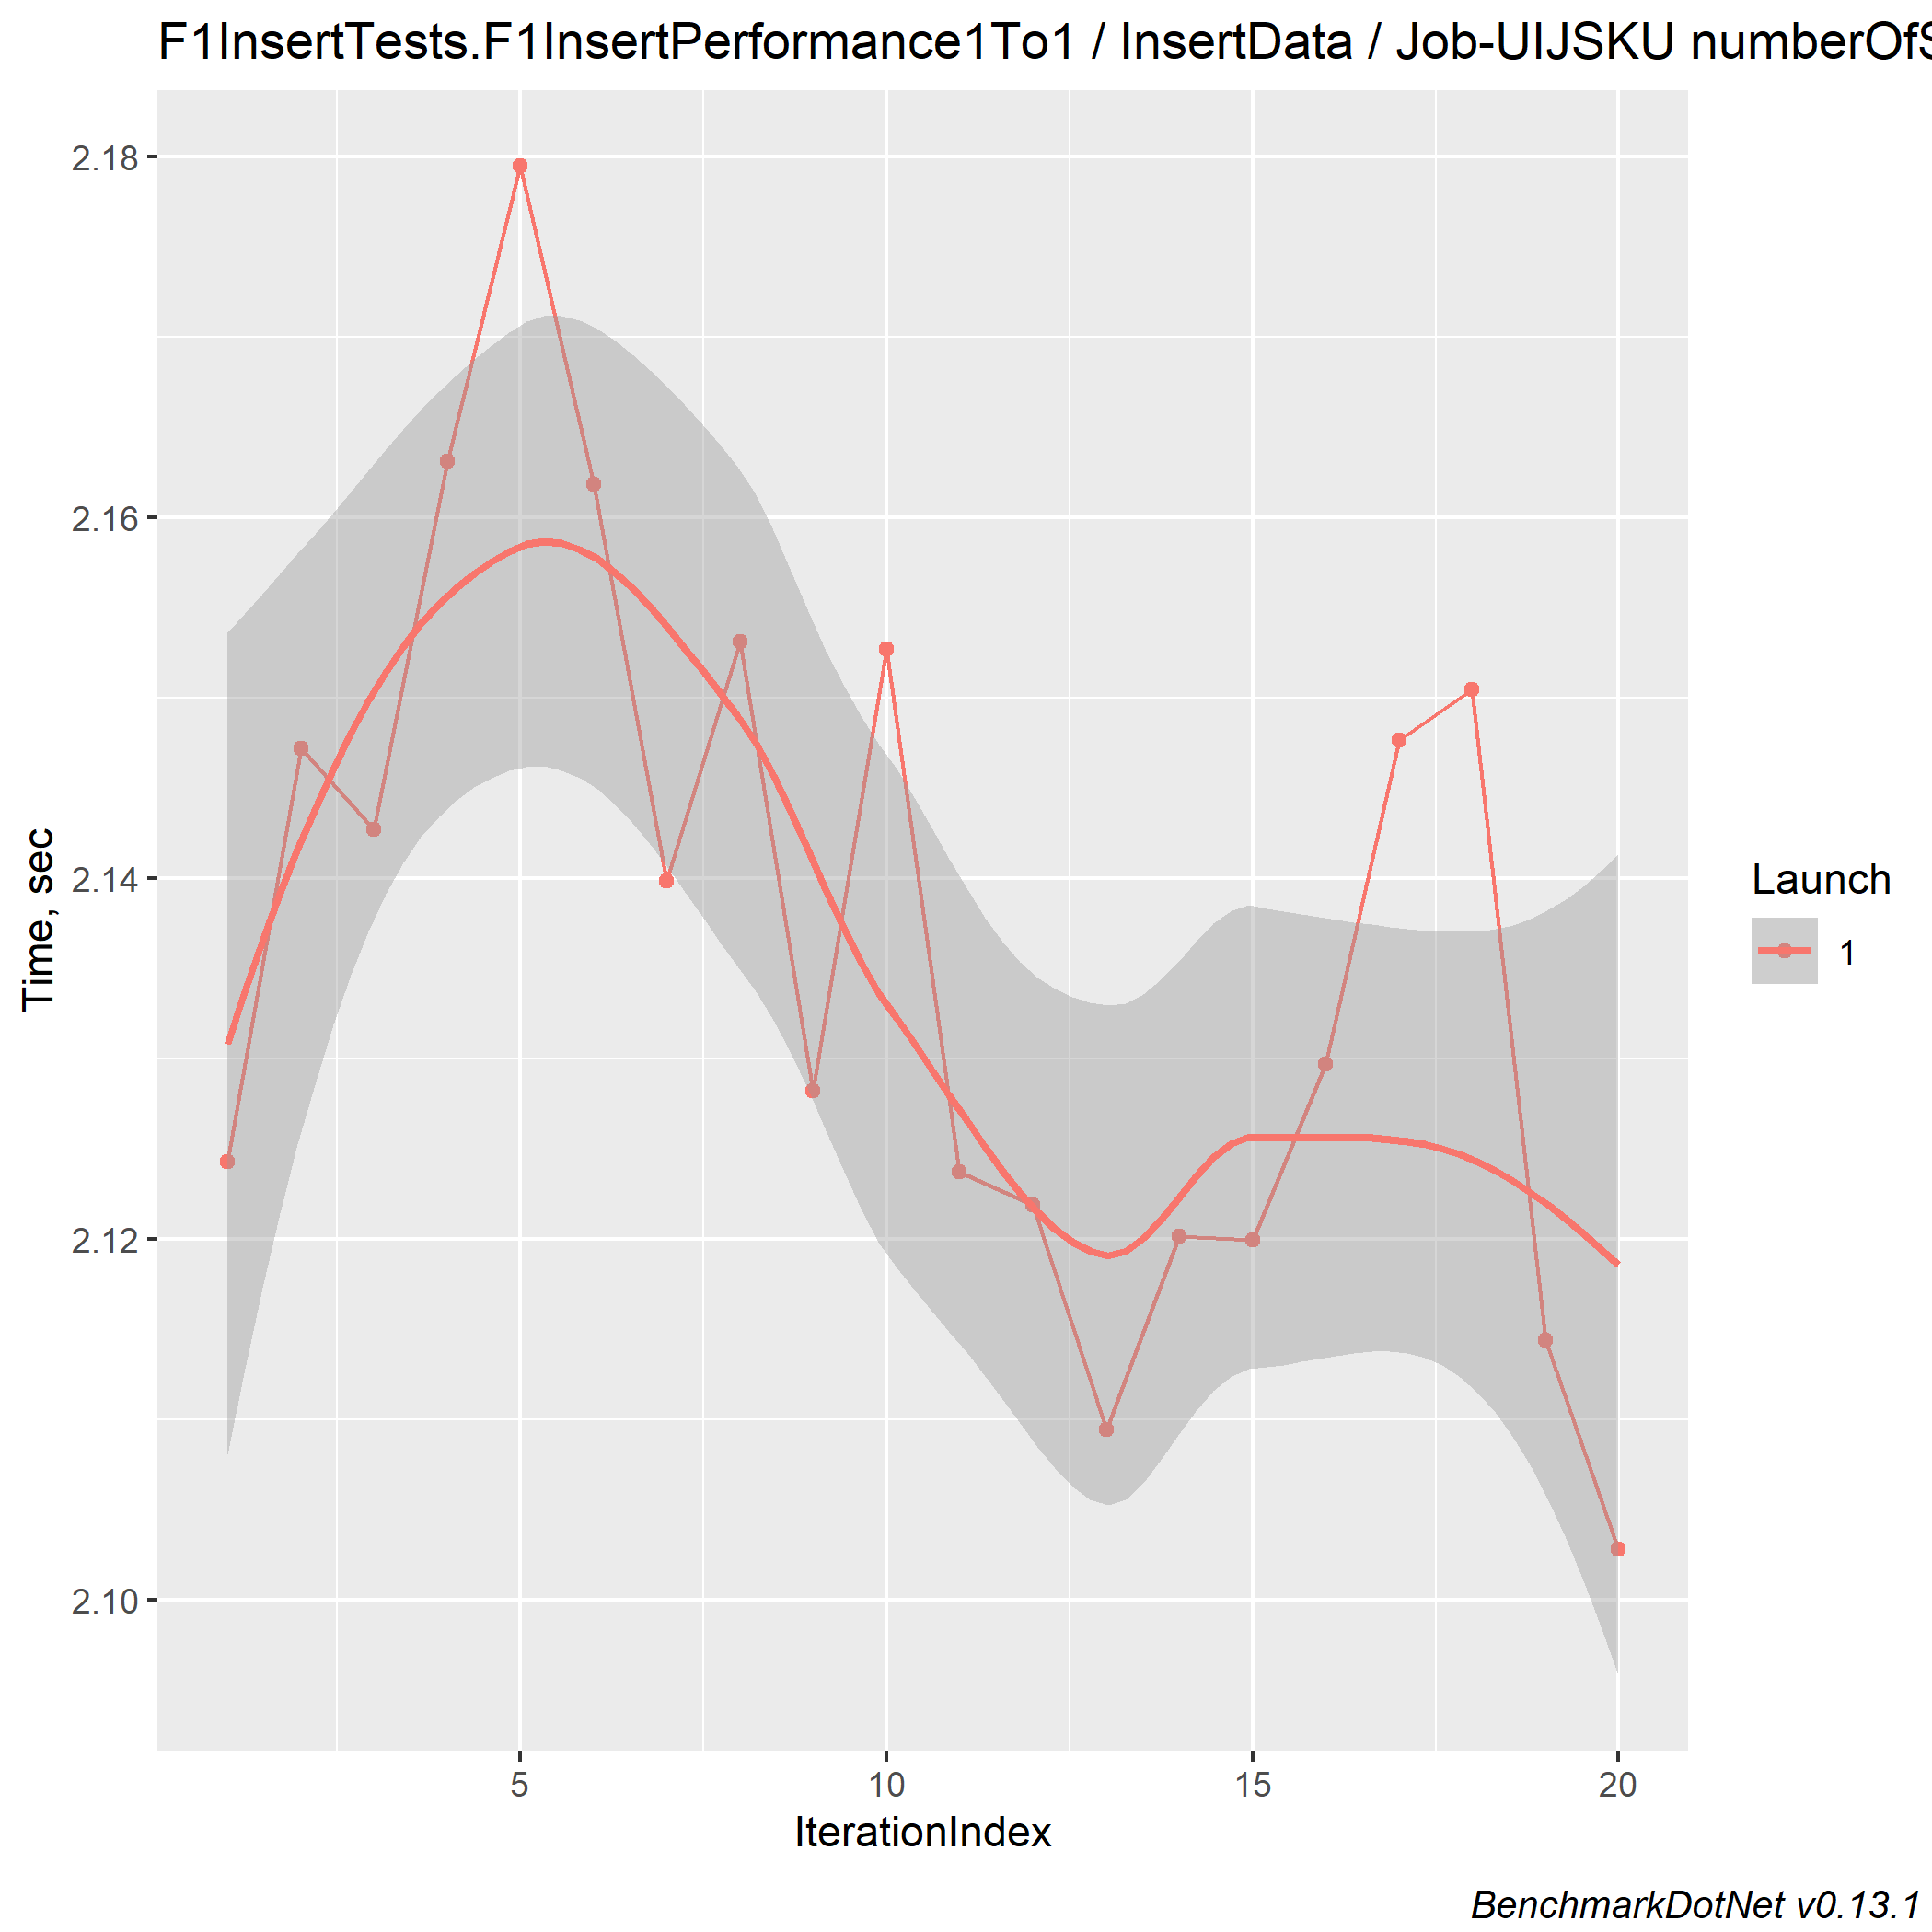 F1InsertTests.F1InsertPerformance1To1 / InsertData / Job-UIJSKU numberOfS
2.18
2.16
2.14
2.12
2.10
Time, sec
5 10 15 20
IterationIndex
Launch
1
BenchmarkDotNet v0.13.1